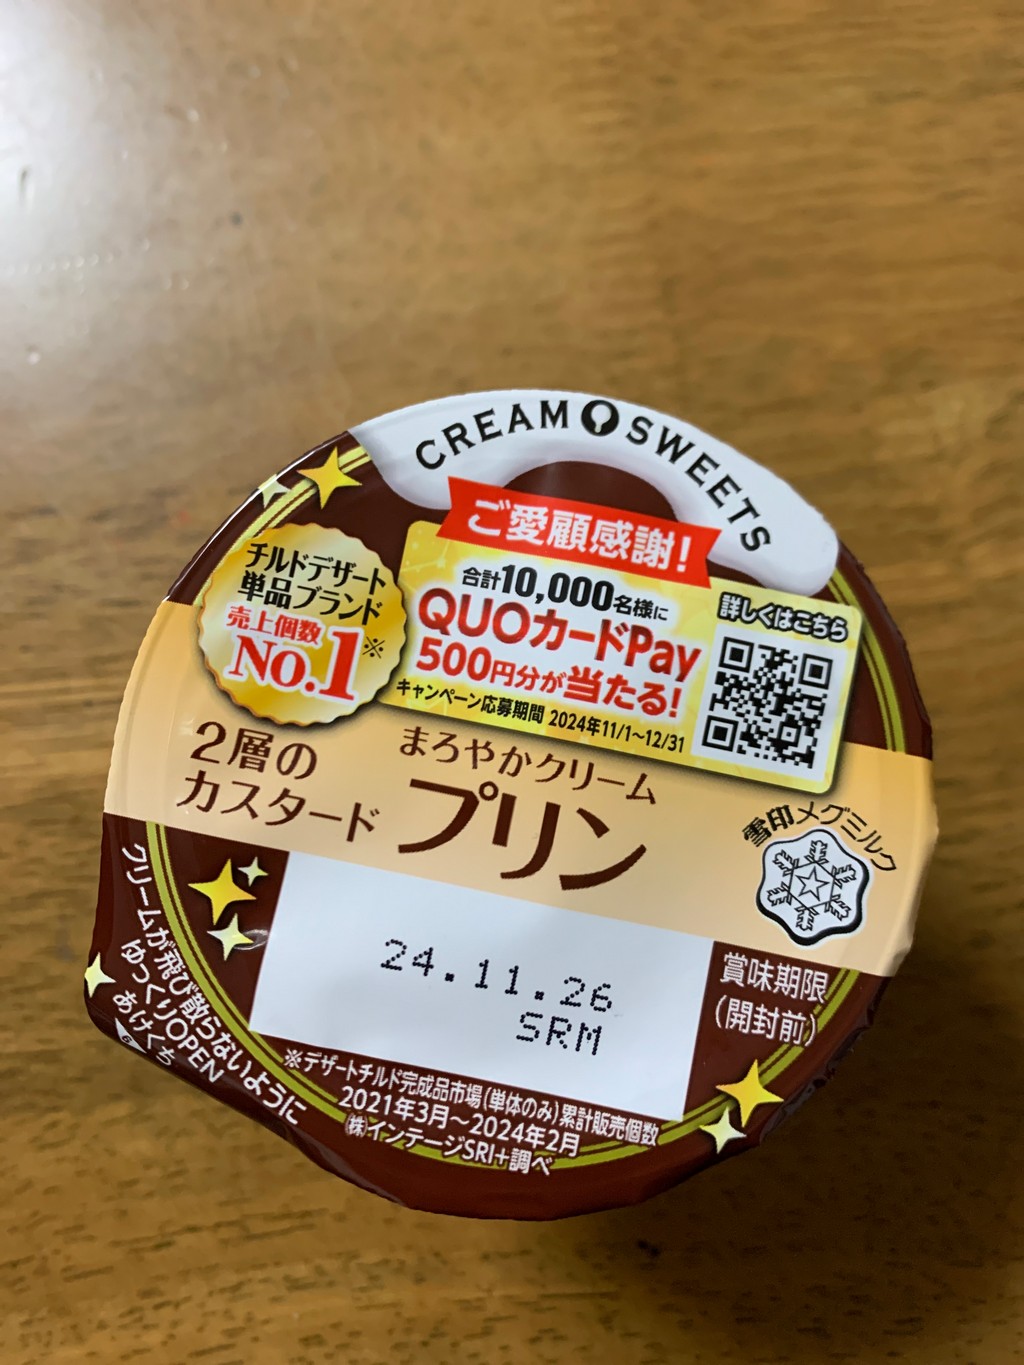 CREAM SWEETS
ご愛顧感謝!
チルドデザート
単品ブランド
売上個数
No.1※
合計10,000名様に
QUOカードPay
500円分が当たる!
キャンペーン応募期間 2024年11/1~12/31
詳しくはこちら
2層の
カスタード
まろやかクリーム
プリン
雪印メグミルク
24.11.26
SRM
賞味期限
(開封前)
クリームが飛び散らないように
ゆっくりOPEN
あけくち
※デザートチルド完成品市場(単体のみ)累計販売個数
2021年3月~2024年2月
㈱インテージSRI+調べ